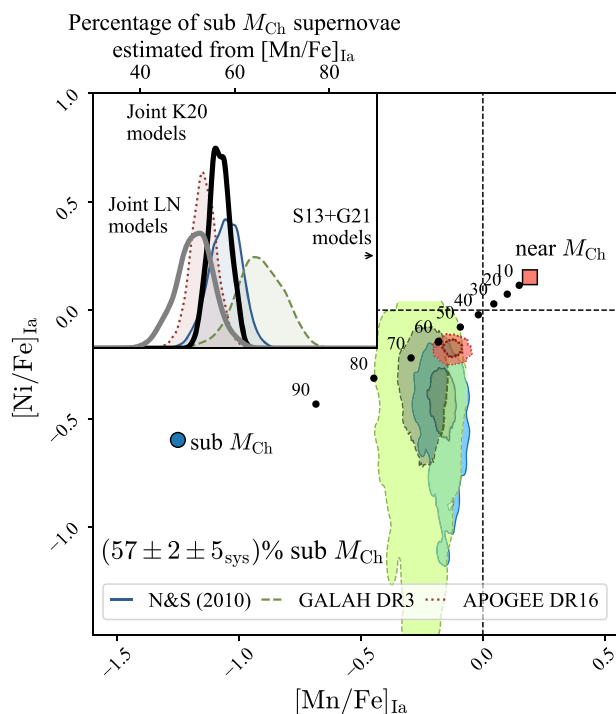 Percentage of sub M_Ch supernovae
estimated from [Mn/Fe]_Ia
40 60 80
1.0
Joint K20
models
Joint LN
models
S13+G21
models
0.5
near M_Ch
10
20
30
0.0
40
50
60
70
80
90
[Ni/Fe]_Ia
−0.5
sub M_Ch
−1.0
(57 ± 2 ± 5_sys)% sub M_Ch
N&S (2010) GALAH DR3 APOGEE DR16
−1.5 −1.0 −0.5 0.0 0.5
[Mn/Fe]_Ia